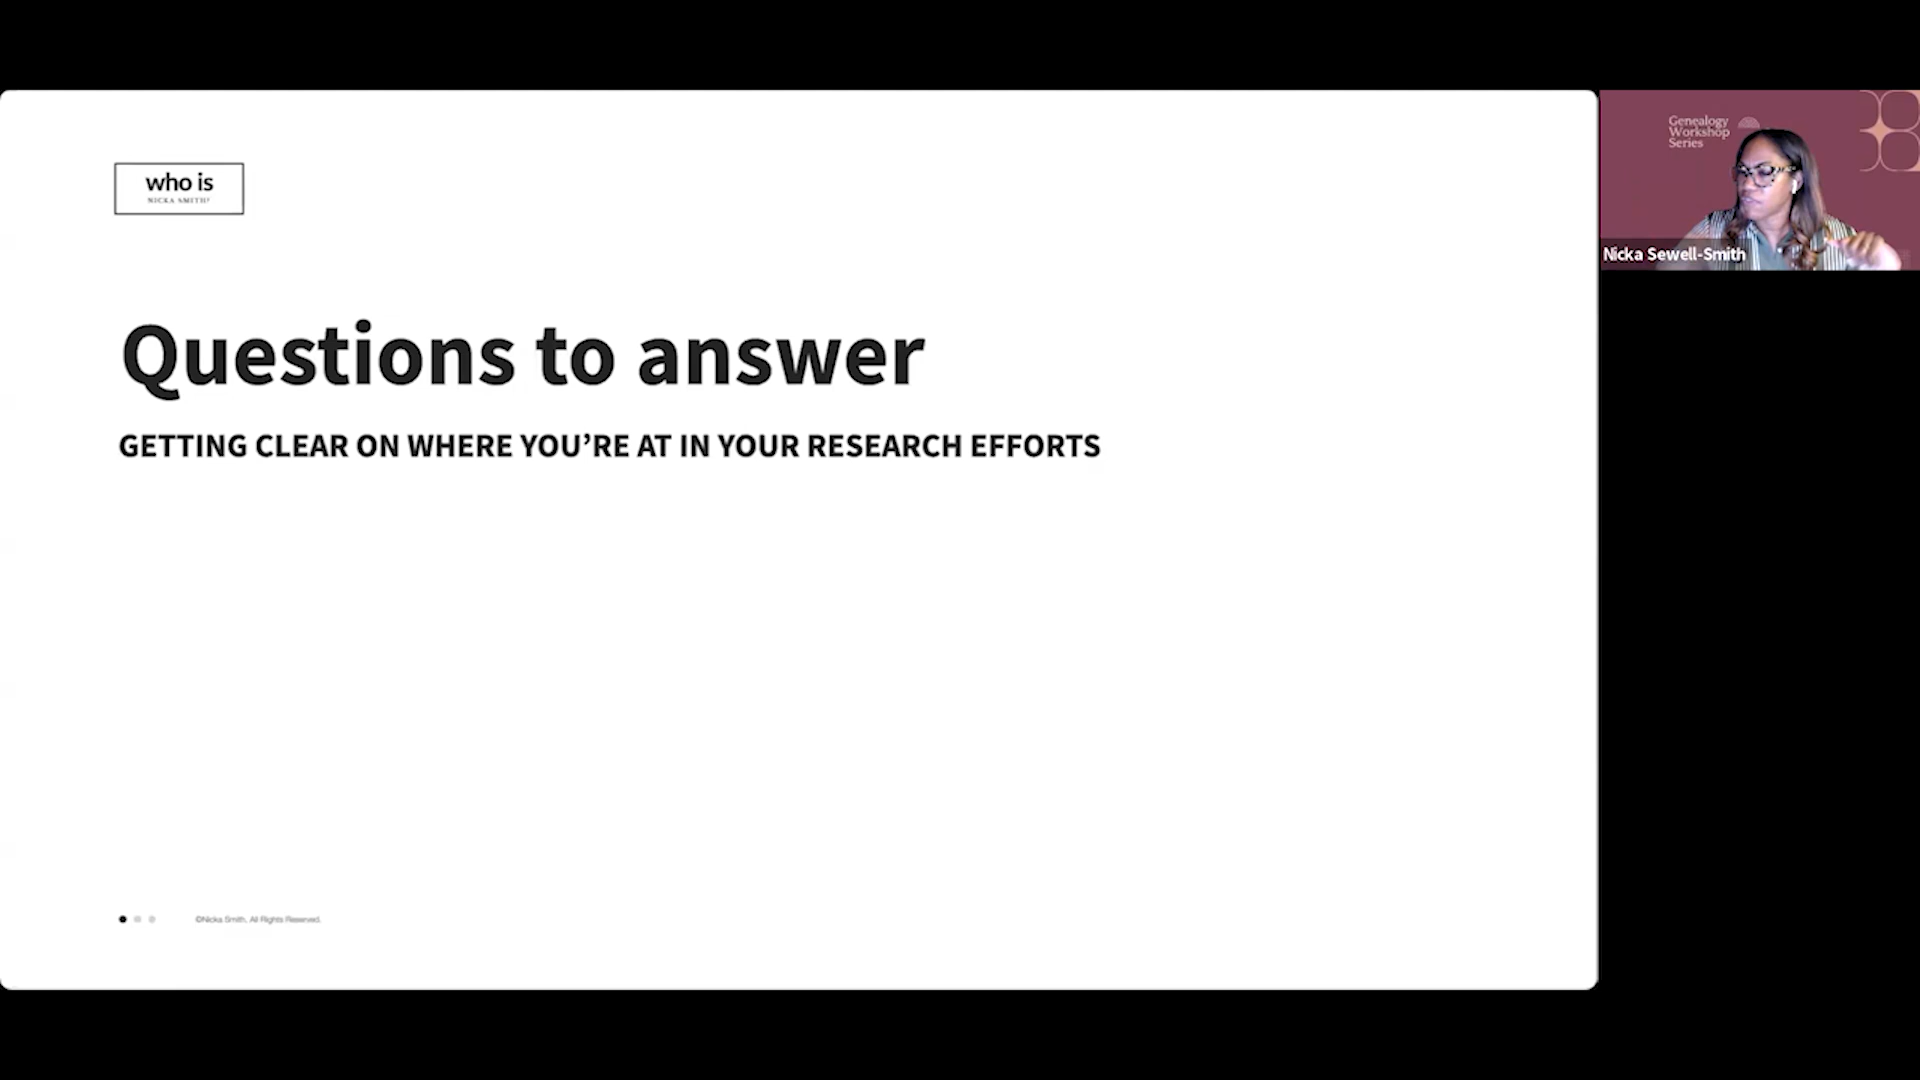 who is
NICKA SMITH?
Questions to answer
GETTING CLEAR ON WHERE YOU’RE AT IN YOUR RESEARCH EFFORTS
©Nicka Smith, All Rights Reserved.
Genealogy
Workshop
Series
Nicka Sewell-Smith